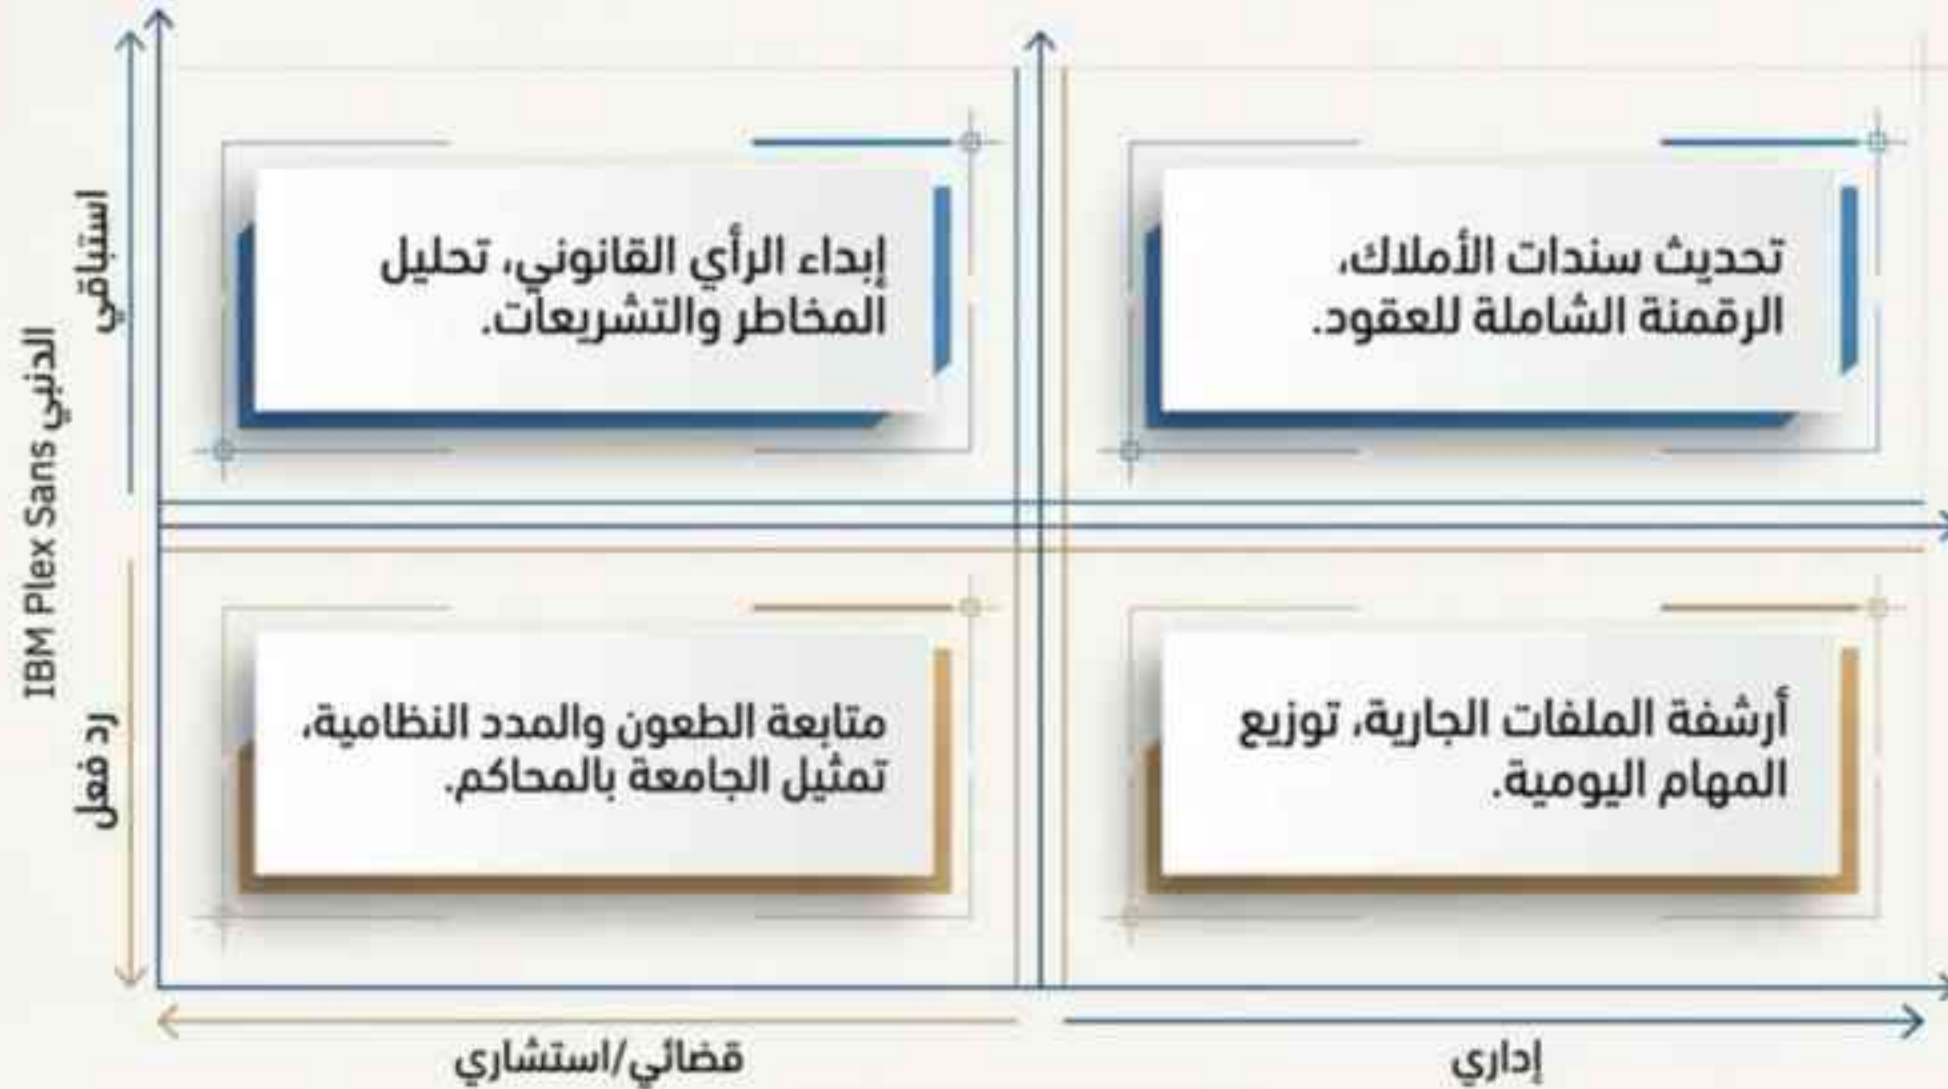 تحديث سندات الأملاك،
الرقمنة الشاملة للعقود.
إبداء الرأي القانوني، تحليل
المخاطر والتشريعات.
استباقي
الدنيي IBM Plex Sans
أرشفة الملفات الجارية، توزيع
المهام اليومية.
متابعة الطعون والمدد النظامية،
تمثيل الجامعة بالمحاكم.
رد فعل
إداري
قضائي/استشاري